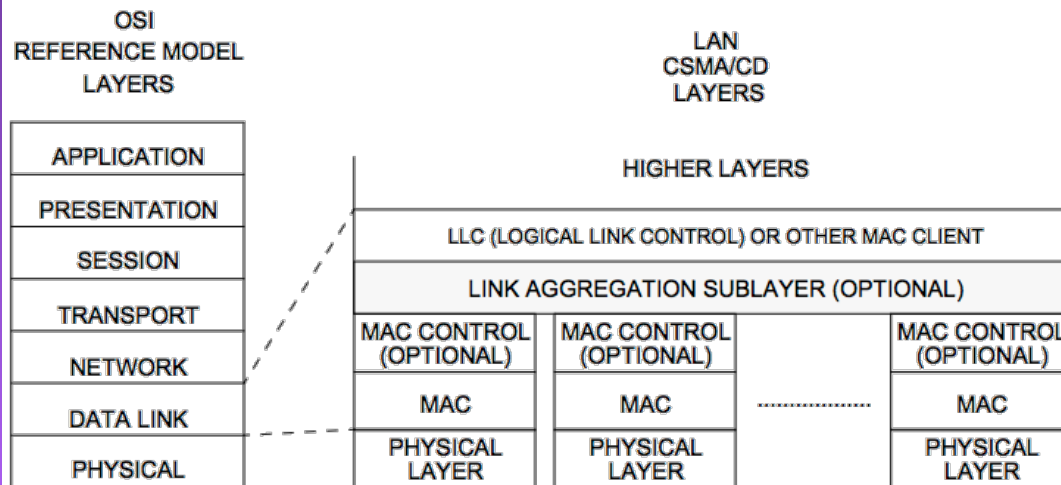 OSI
REFERENCE MODEL
LAYERS
APPLICATION
PRESENTATION
SESSION
TRANSPORT
NETWORK
DATA LINK
PHYSICAL
LAN
CSMA/CD
LAYERS
HIGHER LAYERS
LLC (LOGICAL LINK CONTROL) OR OTHER MAC CLIENT
LINK AGGREGATION SUBLAYER (OPTIONAL)
MAC CONTROL
(OPTIONAL)
MAC
PHYSICAL
LAYER
MAC CONTROL
(OPTIONAL)
MAC
PHYSICAL
LAYER
MAC CONTROL
(OPTIONAL)
MAC
PHYSICAL
LAYER